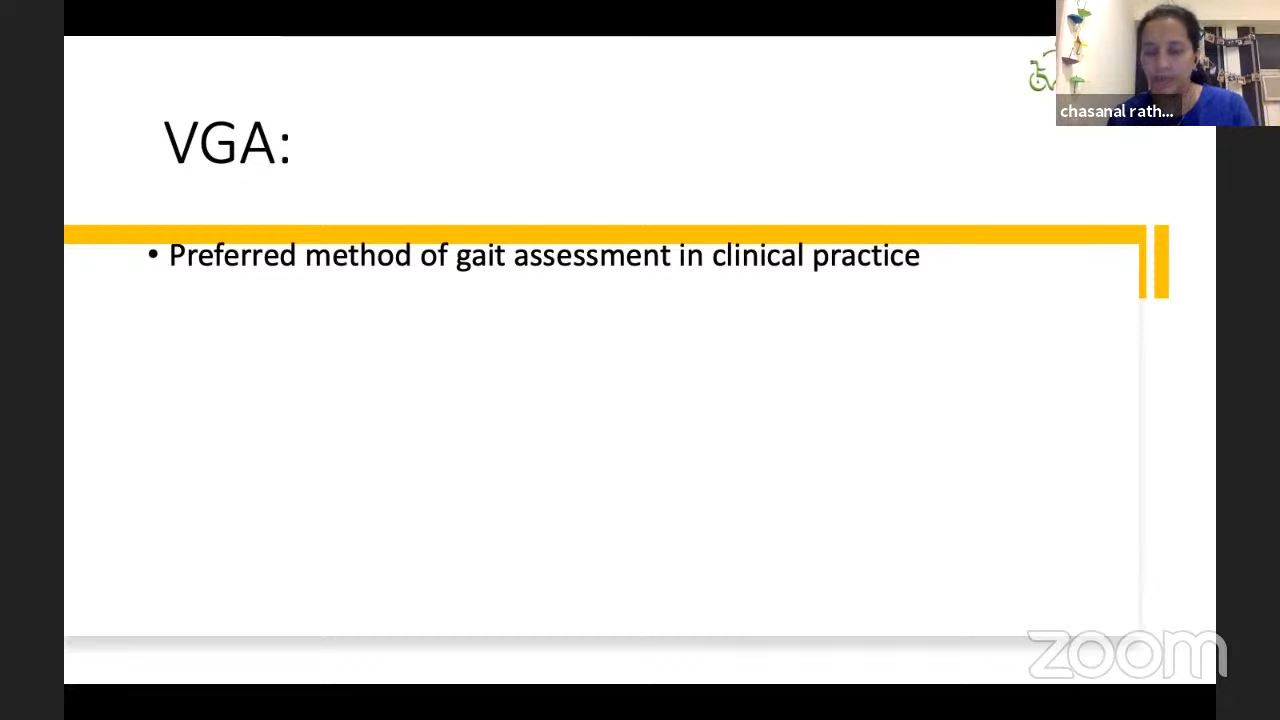 chasanal rath...
VGA:
• Preferred method of gait assessment in clinical practice
zoom